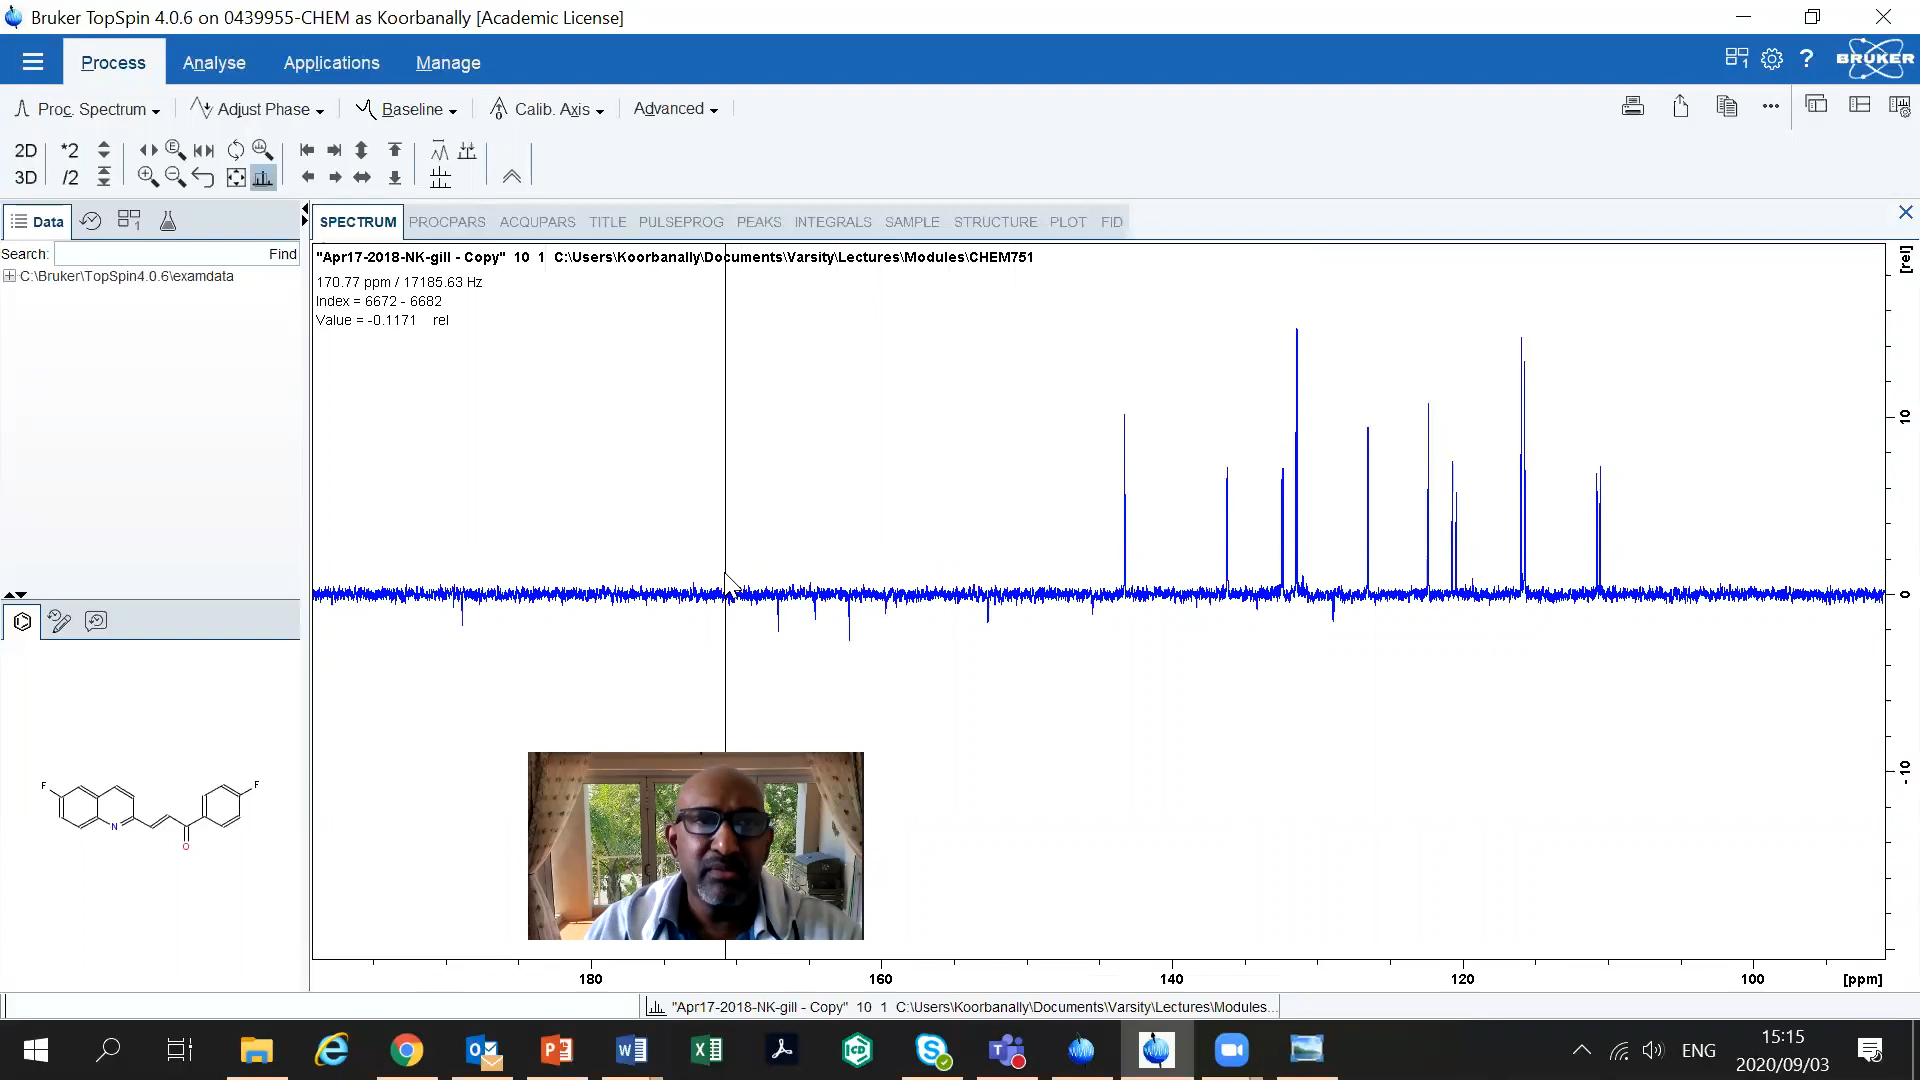 Bruker TopSpin 4.0.6 on 0439955-CHEM as Koorbanally [Academic License]
Process Analyse Applications Manage
?
BRUKER
Proc. Spectrum Adjust Phase Baseline Calib. Axis Advanced
2D *2
3D /2
Data
SPECTRUM PROCPARS ACQUPARS TITLE PULSEPROG PEAKS INTEGRALS SAMPLE STRUCTURE PLOT FID
Search: Find
C:\Bruker\TopSpin4.0.6\examdata
"Apr17-2018-NK-gill - Copy" 10 1 C:\Users\Koorbanally\Documents\Varsity\Lectures\Modules\CHEM751
170.77 ppm / 17185.63 Hz
Index = 6672 - 6682
Value = -0.1171 rel
[rel]
10
0
-10
F
F
N
O
180 160 140 120 100 [ppm]
"Apr17-2018-NK-gill - Copy" 10 1 C:\Users\Koorbanally\Documents\Varsity\Lectures\Modules...
ENG
15:15
2020/09/03